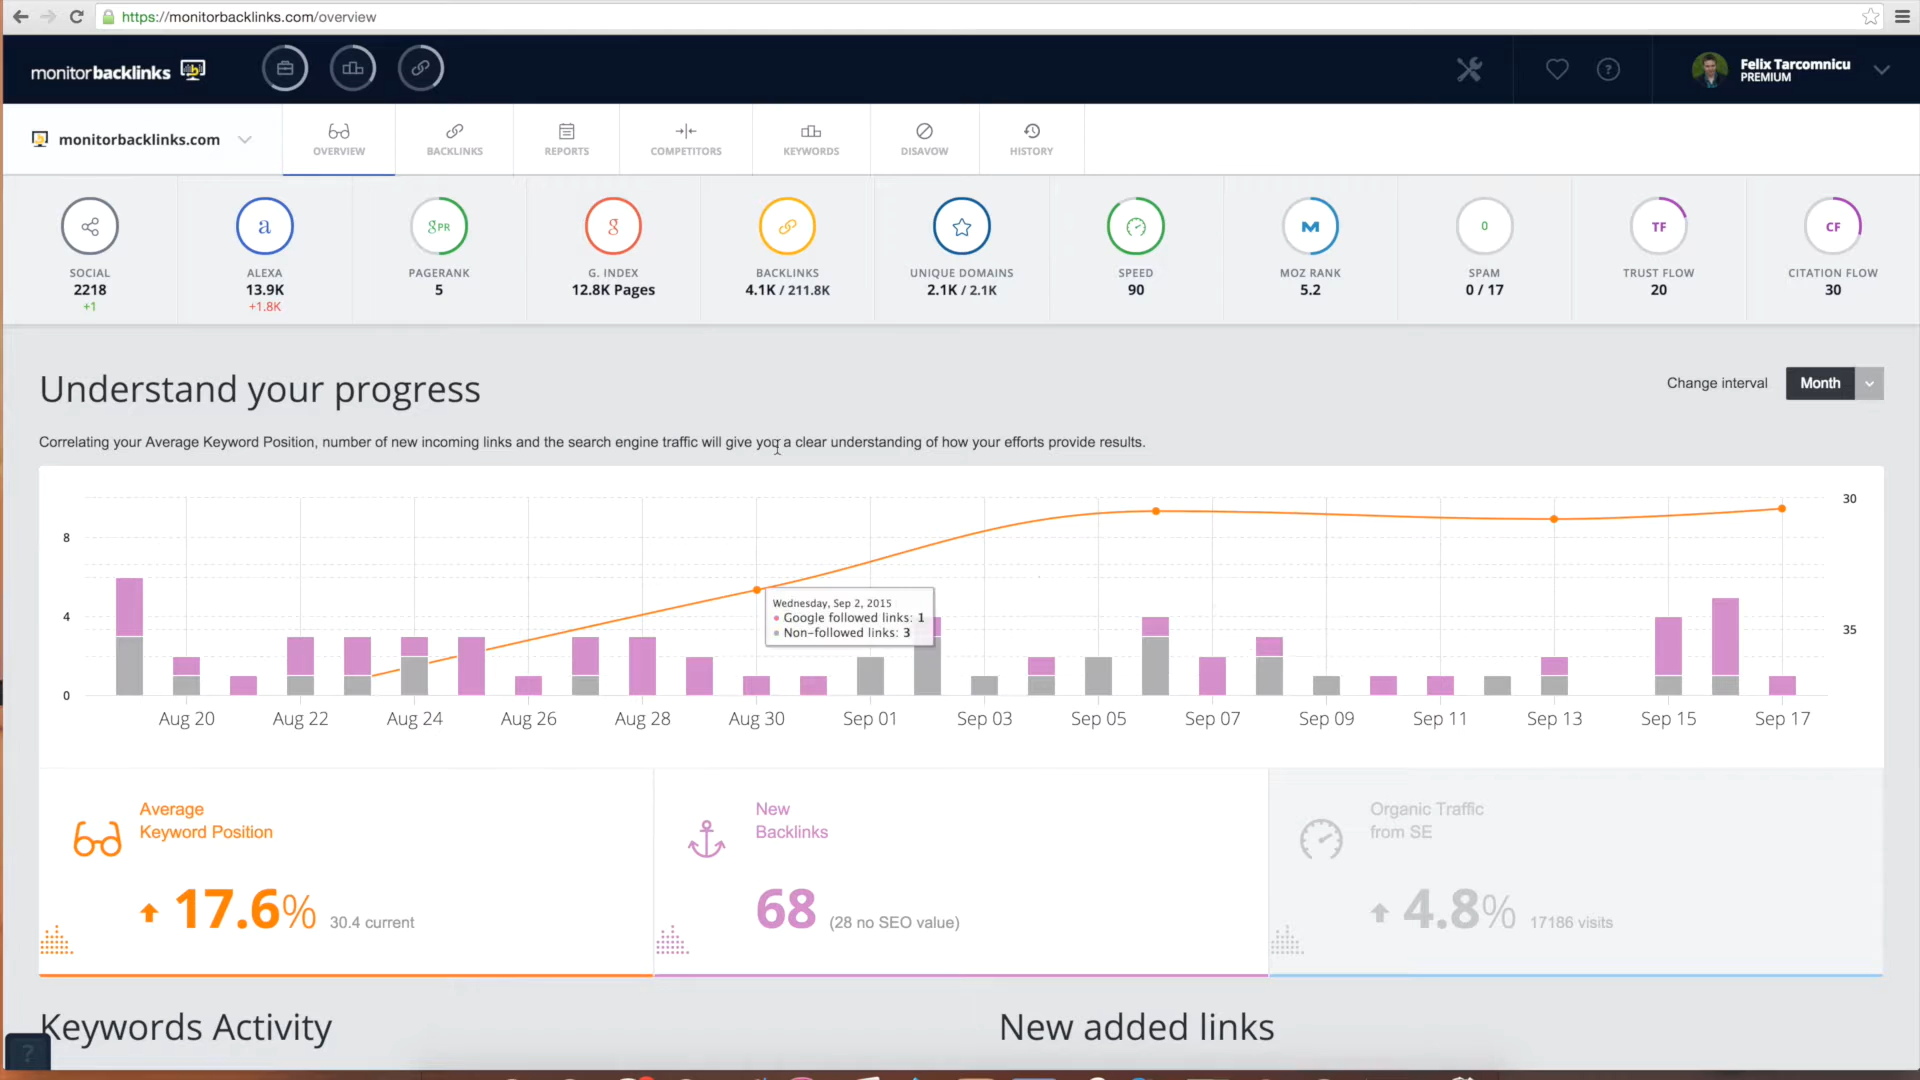 https://monitorbacklinks.com/overview
monitorbacklinks
Felix Tarcomnicu
PREMIUM
monitorbacklinks.com
OVERVIEW
BACKLINKS
REPORTS
COMPETITORS
KEYWORDS
DISAVOW
HISTORY
a
gPR
g
M
0
TF
CF
SOCIAL
2218
+1
ALEXA
13.9K
+1.8K
PAGERANK
5
G. INDEX
12.8K Pages
BACKLINKS
4.1K / 211.8K
UNIQUE DOMAINS
2.1K / 2.1K
SPEED
90
MOZ RANK
5.2
SPAM
0 / 17
TRUST FLOW
20
CITATION FLOW
30
Understand your progress
Change interval
Month
Correlating your Average Keyword Position, number of new incoming links and the search engine traffic will give you a clear understanding of how your efforts provide results.
8
4
0
30
35
Wednesday, Sep 2, 2015
Google followed links: 1
Non-followed links: 3
Aug 20 Aug 22 Aug 24 Aug 26 Aug 28 Aug 30 Sep 01 Sep 03 Sep 05 Sep 07 Sep 09 Sep 11 Sep 13 Sep 15 Sep 17
Average
Keyword Position
17.6% 30.4 current
New
Backlinks
68 (28 no SEO value)
Organic Traffic
from SE
4.8% 17186 visits
Keywords Activity
New added links
?